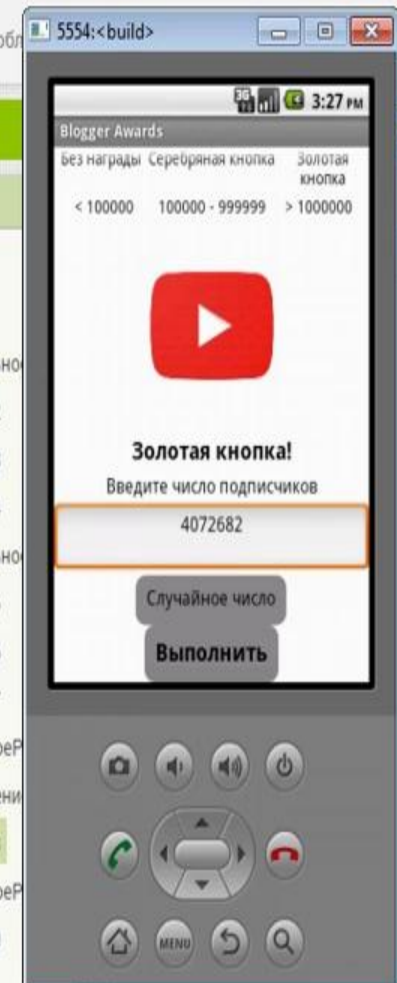 5554:<build>
3G
3:27 PM
Blogger Awards
Без награды Серебряная кнопка Золотая кнопка
< 100000 100000 - 999999 > 1000000
Золотая кнопка!
Введите число подписчиков
4072682
Случайное число
Выполнить
MENU